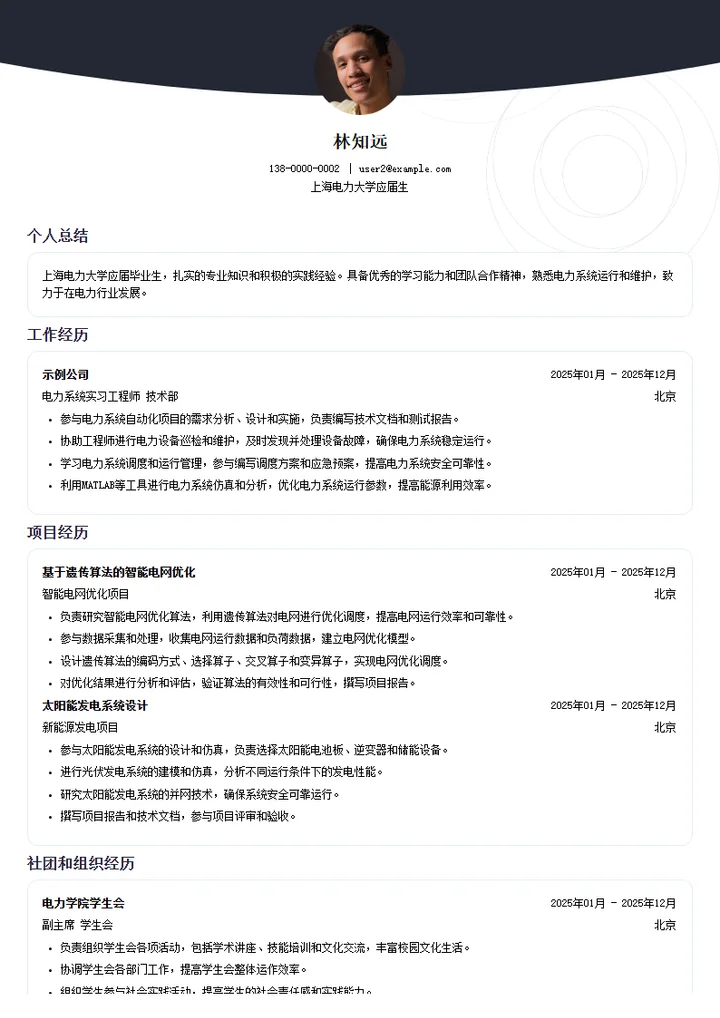 林知远
138-0000-0002 | user2@example.com
上海电力大学应届生
个人总结
上海电力大学应届毕业生，扎实的专业知识和积极的实践经验。具备优秀的学习能力和团队合作精神，熟悉电力系统运行和维护，致
力于在电力行业发展。
工作经历
示例公司 2025年01月 - 2025年12月
电力系统实习工程师 技术部 北京
• 参与电力系统自动化项目的需求分析、设计和实施，负责编写技术文档和测试报告。
• 协助工程师进行电力设备巡检和维护，及时发现并处理设备故障，确保电力系统稳定运行。
• 学习电力系统调度和运行管理，参与编写调度方案和应急预案，提高电力系统安全可靠性。
• 利用MATLAB等工具进行电力系统仿真和分析，优化电力系统运行参数，提高能源利用效率。
项目经历
基于遗传算法的智能电网优化 2025年01月 - 2025年12月
智能电网优化项目 北京
• 负责研究智能电网优化算法，利用遗传算法对电网进行优化调度，提高电网运行效率和可靠性。
• 参与数据采集和处理，收集电网运行数据和负荷数据，建立电网优化模型。
• 设计遗传算法的编码方式、选择算子、交叉算子和变异算子，实现电网优化调度。
• 对优化结果进行分析和评估，验证算法的有效性和可行性，撰写项目报告。
太阳能发电系统设计 2025年01月 - 2025年12月
新能源发电项目 北京
• 参与太阳能发电系统的设计和仿真，负责选择太阳能电池板、逆变器和储能设备。
• 进行光伏发电系统的建模和仿真，分析不同运行条件下的发电性能。
• 研究太阳能发电系统的并网技术，确保系统安全可靠运行。
• 撰写项目报告和技术文档，参与项目评审和验收。
社团和组织经历
电力学院学生会 2025年01月 - 2025年12月
副主席 学生会 北京
• 负责组织学生会各项活动，包括学术讲座、技能培训和文化交流，丰富校园文化生活。
• 协调学生会各部门工作，提高学生会整体运作效率。
• 组织学生参与社会实践活动，提高学生的社会责任感和实践能力。